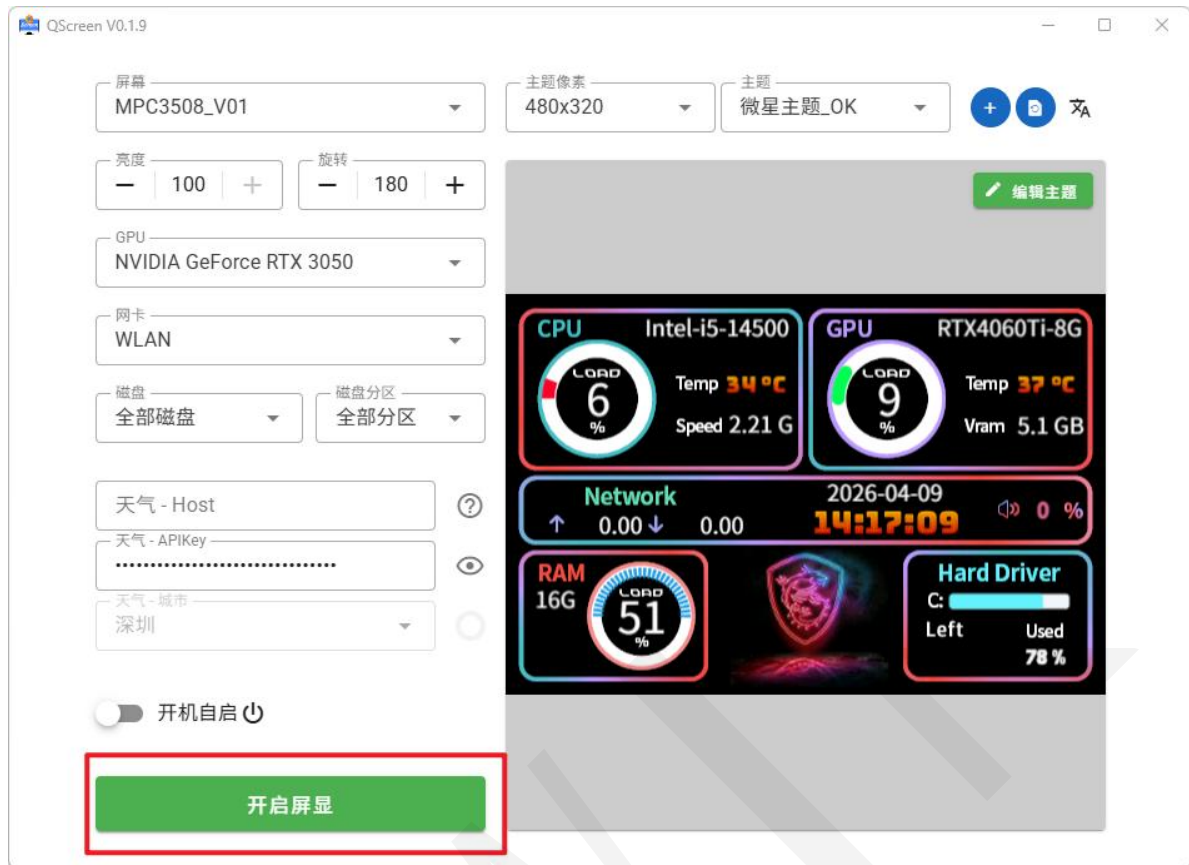 QScreen V0.1.9
屏幕
MPC3508_V01
主题像素
480x320
主题
微星主题_OK
亮度
100
旋转
180
编辑主题
GPU
NVIDIA GeForce RTX 3050
网卡
WLAN
磁盘
全部磁盘
磁盘分区
全部分区
天气 - Host
天气 - APIKey
································
天气 - 城市
深圳
开机自启
开启屏显
CPU Intel-i5-14500
LOAD
6
%
Temp 34 °C
Speed 2.21 G
GPU RTX4060Ti-8G
LOAD
9
%
Temp 37 °C
Vram 5.1 GB
Network
↑ 0.00 ↓ 0.00
2026-04-09
14:17:09
0 %
RAM
16G
LOAD
51
%
Hard Driver
C:
Left Used
78 %